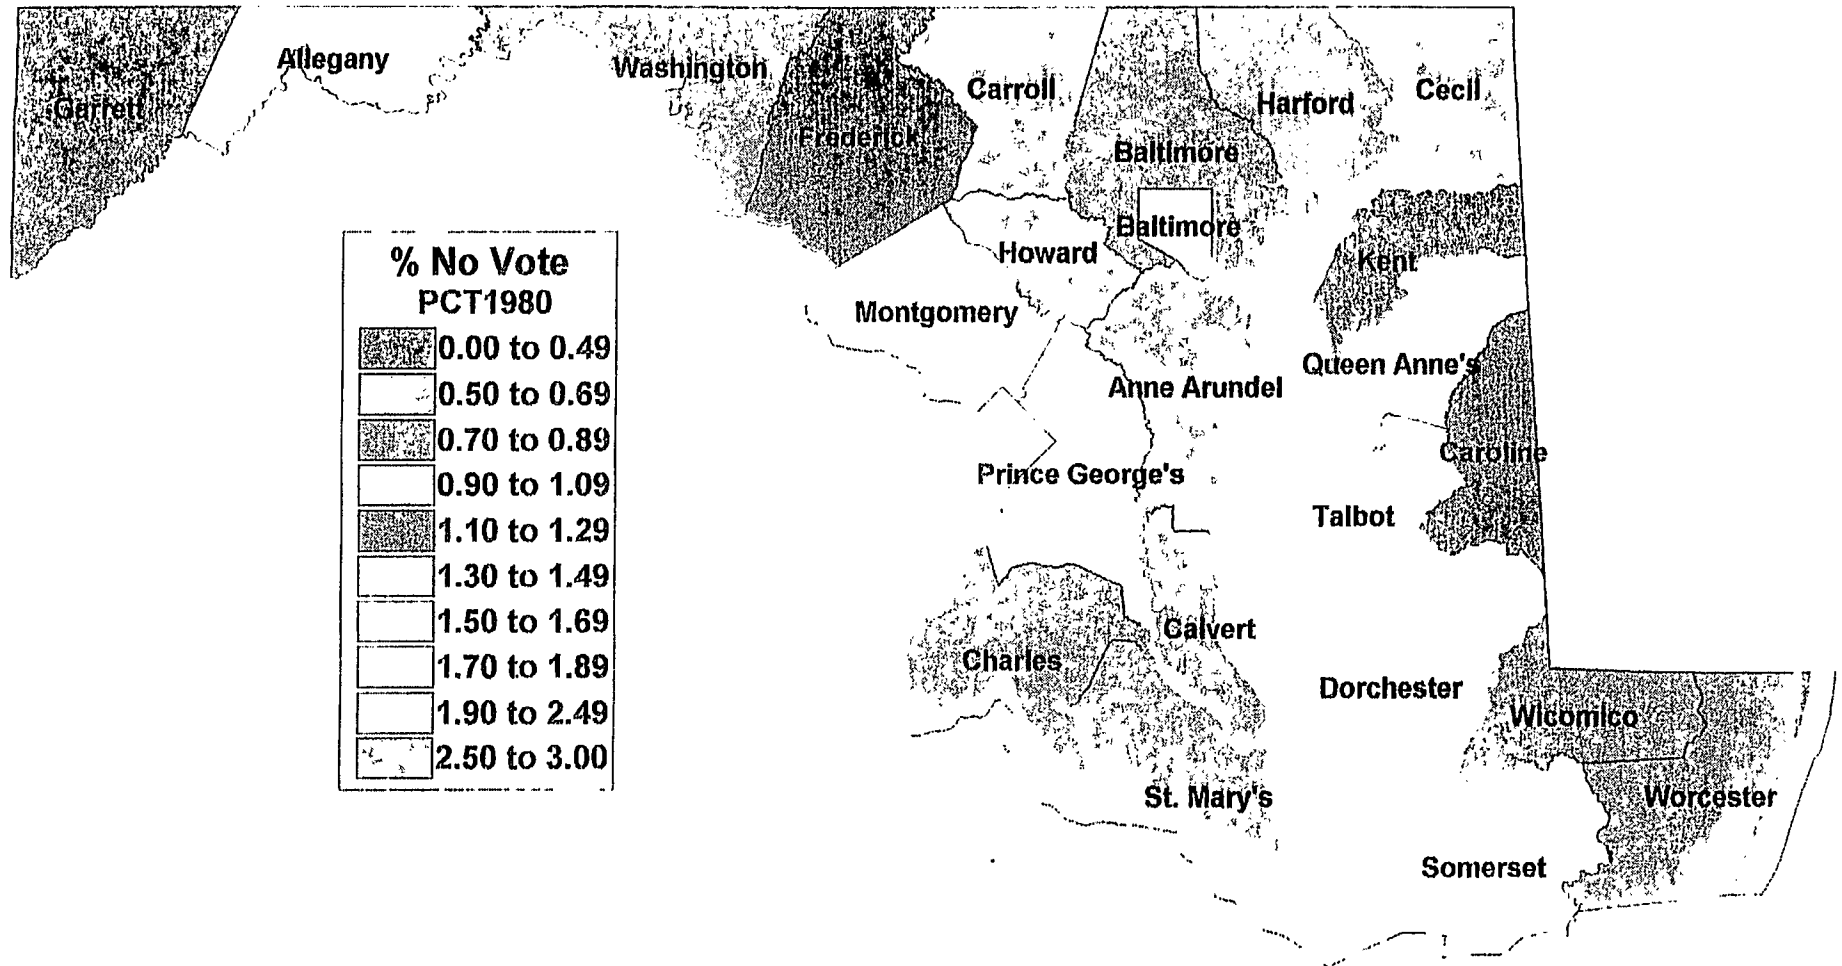 Allegany
Washington
Garrett
Carroll
Cecil
Harford
Frederick
Baltimore
Baltimore
Howard
Kent
Montgomery
Queen Anne's
Anne Arundel
Caroline
Prince George's
Talbot
Calvert
Charles
Dorchester
Wicomico
St. Mary's
Worcester
Somerset
% No Vote
PCT1980
0.00 to 0.49
0.50 to 0.69
0.70 to 0.89
0.90 to 1.09
1.10 to 1.29
1.30 to 1.49
1.50 to 1.69
1.70 to 1.89
1.90 to 2.49
2.50 to 3.00